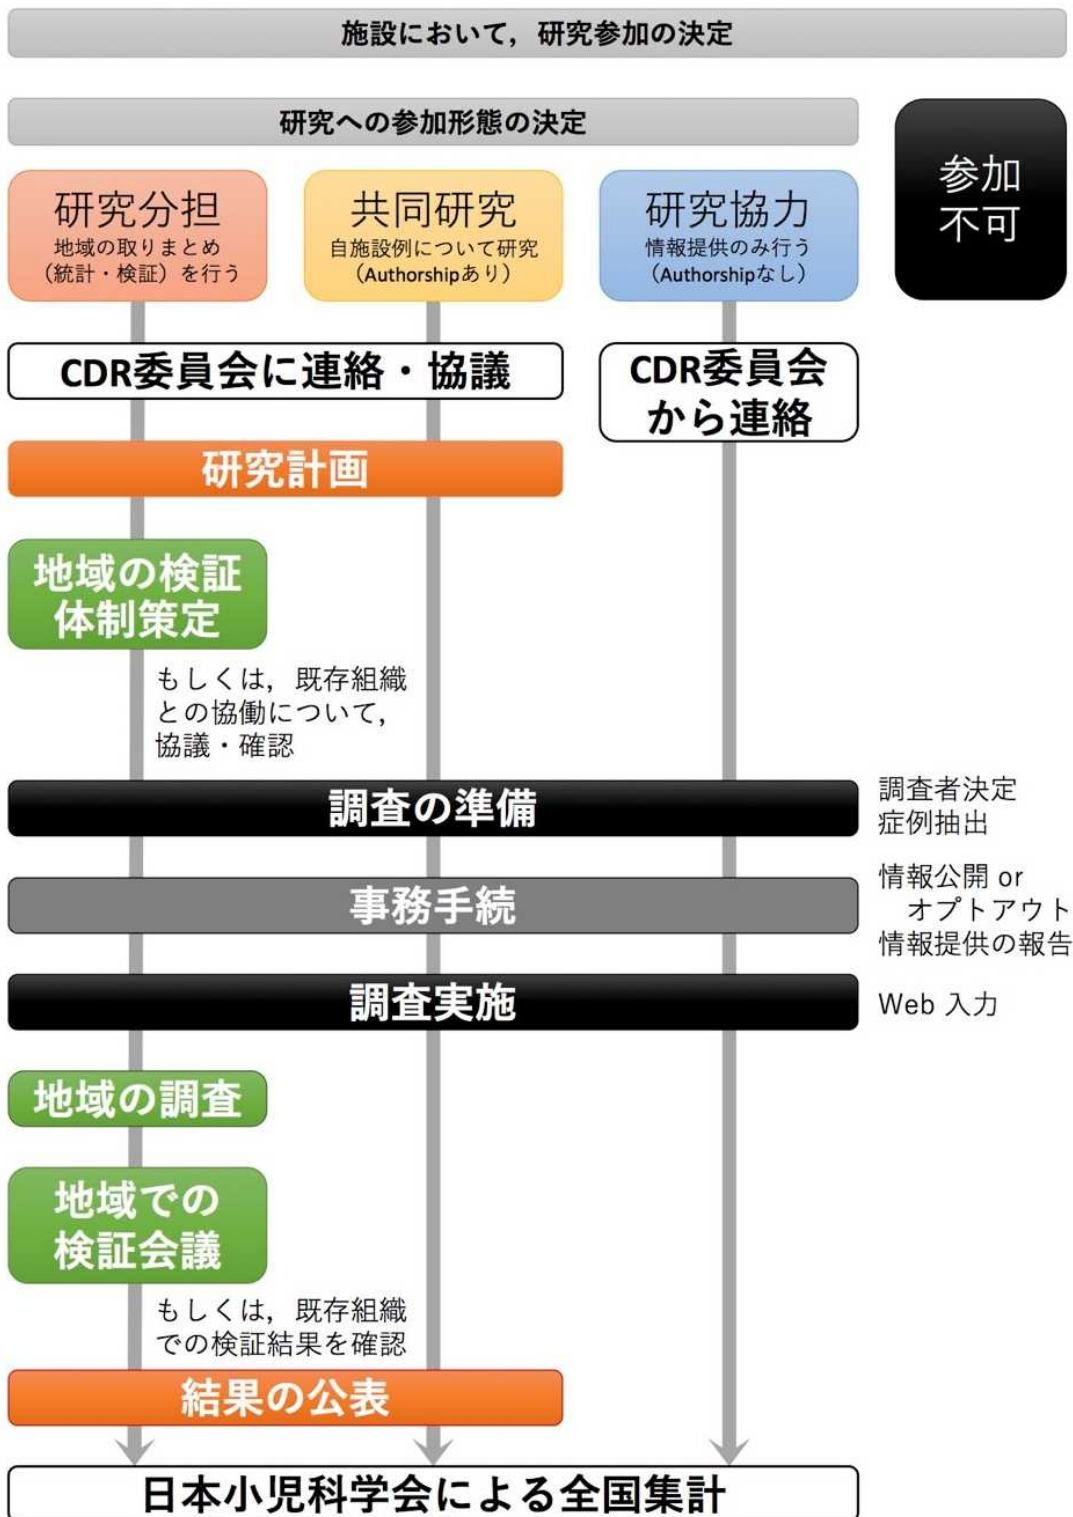 施設において，研究参加の決定
研究への参加形態の決定
参加
不可
研究分担
地域の取りまとめ
（統計・検証）を行う
共同研究
自施設例について研究
（Authorshipあり）
研究協力
情報提供のみ行う
（Authorshipなし）
CDR委員会に連絡・協議
CDR委員会
から連絡
研究計画
地域の検証
体制策定
もしくは，既存組織
との協働について，
協議・確認
調査の準備
調査者決定
症例抽出
事務手続
情報公開 or
オプトアウト
情報提供の報告
調査実施
Web 入力
地域の調査
地域での
検証会議
もしくは，既存組織
での検証結果を確認
結果の公表
日本小児科学会による全国集計